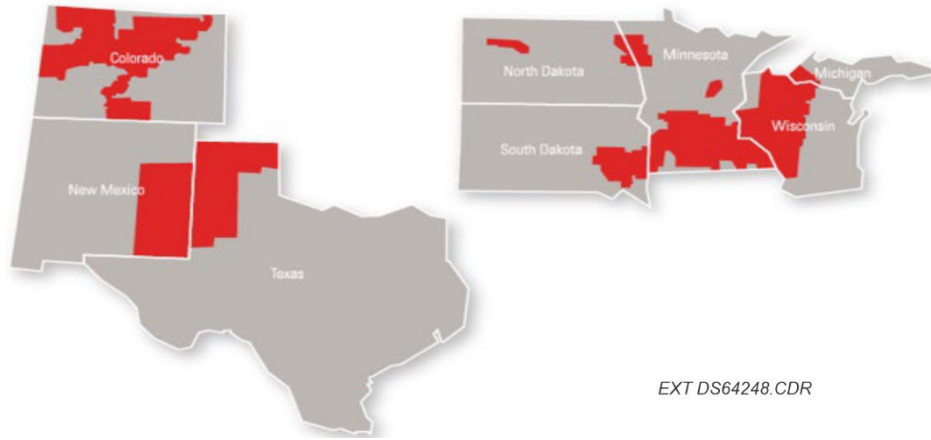 Colorado
New Mexico
Texas
North Dakota
Minnesota
Michigan
South Dakota
Wisconsin
EXT DS64248.CDR